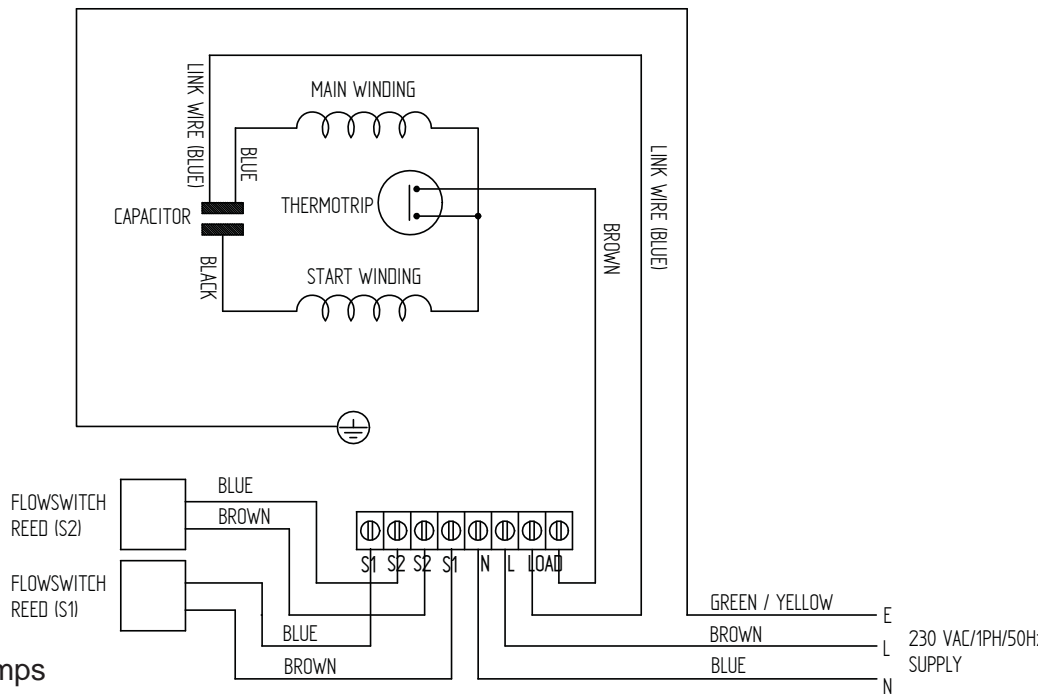 LINK WIRE (BLUE)
MAIN WINDING
BLUE
THERMOTRIP
CAPACITOR
BLACK
START WINDING
BROWN
LINK WIRE (BLUE)
FLOWSWITCH
REED (S2)
BLUE
BROWN
S1 S2 S2 S1 N L LOAD
FLOWSWITCH
REED (S1)
BLUE
BROWN
GREEN / YELLOW
E
BROWN
L
BLUE
N
230 VAC/1PH/50Hz
SUPPLY
mps